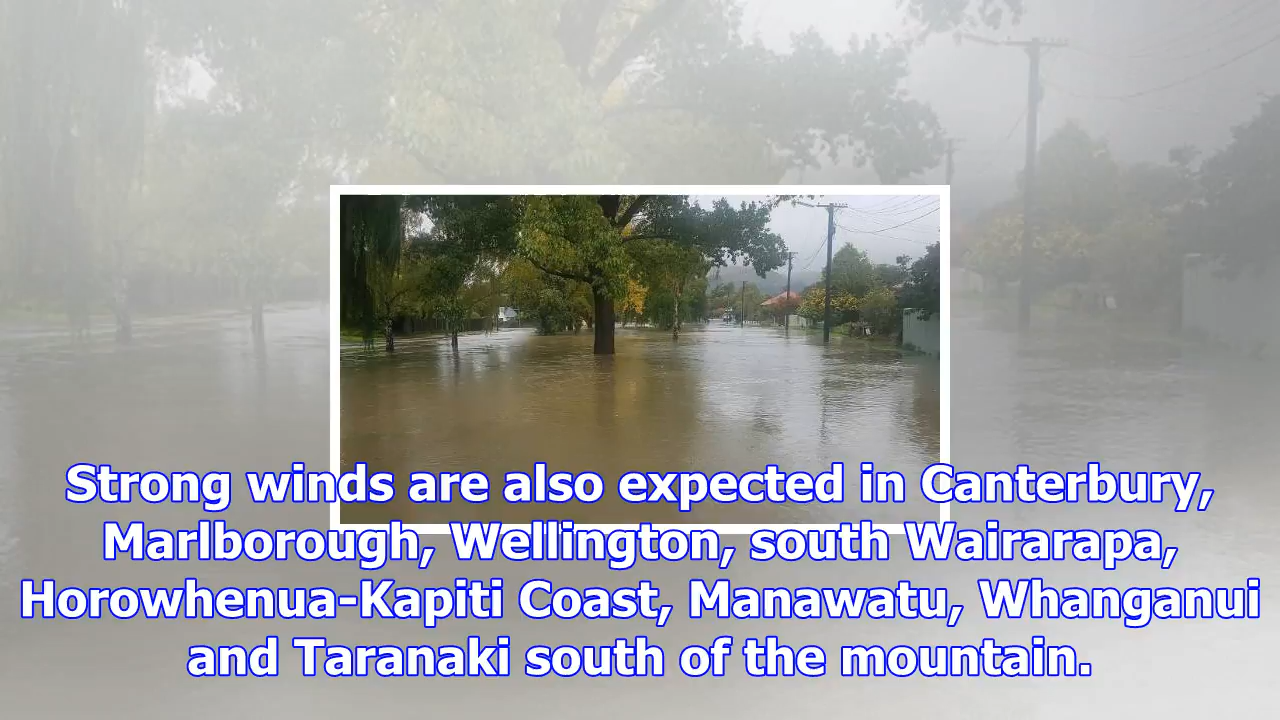 Strong winds are also expected in Canterbury,
Marlborough, Wellington, south Wairarapa,
Horowhenua-Kapiti Coast, Manawatu, Whanganui
and Taranaki south of the mountain.